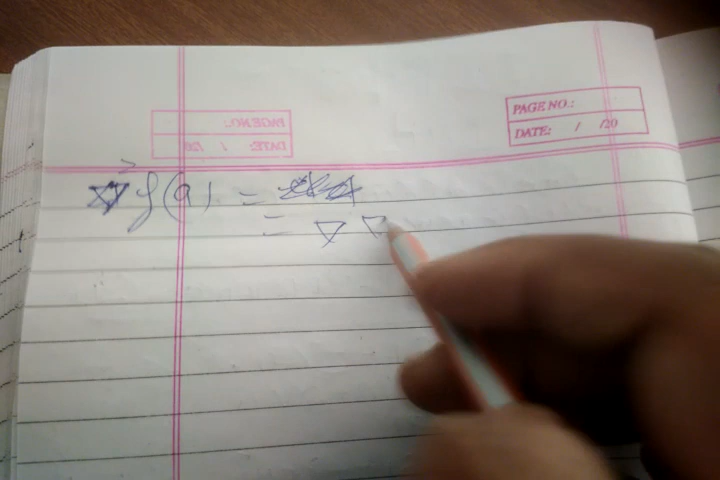 PAGE NO.:
DATE: / /20
f(a) =
= ∇ ∇